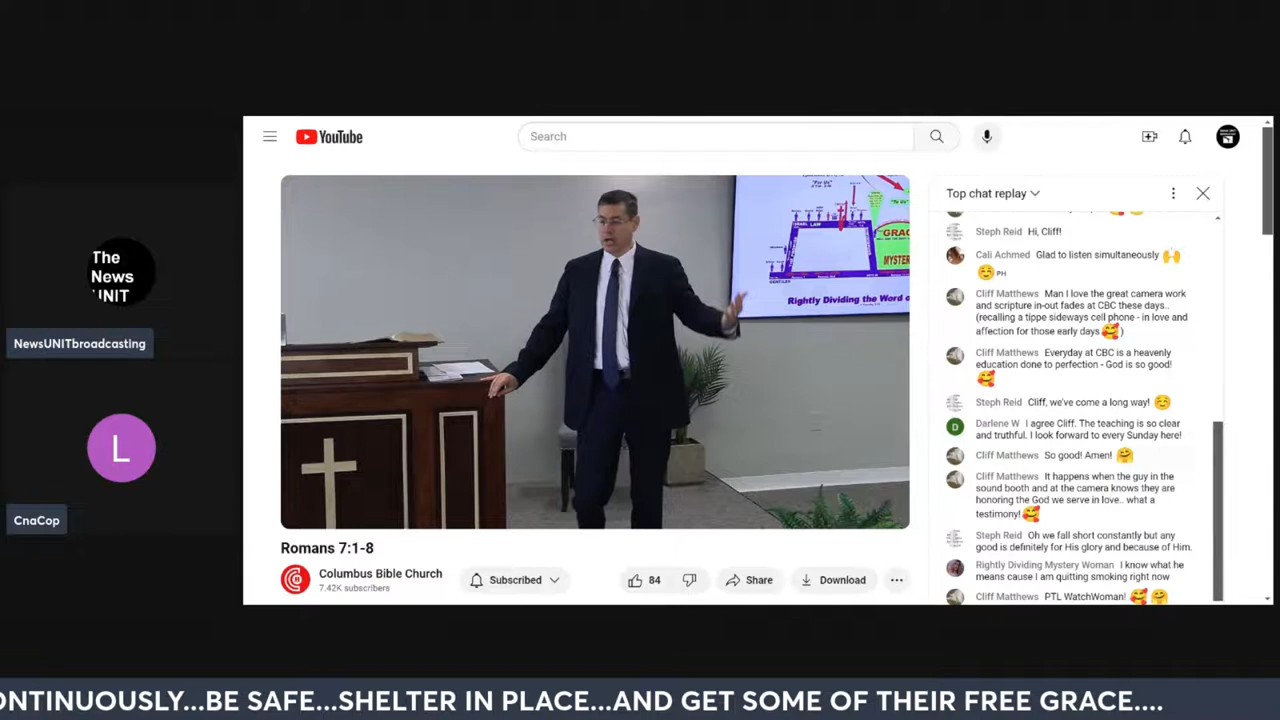 The
News
UNIT
NewsUNITbroadcasting
L
CnaCop
YouTube
Search
"For Us"
ISRAEL LAW
GRAC
MYSTER
GENTILES
Rightly Dividing the Word o
Romans 7:1-8
Columbus Bible Church
7.42K subscribers
Subscribed
84
Share
Download
Top chat replay
Steph Reid Hi, Cliff!
Cali Achmed Glad to listen simultaneously 🙌
☺️ PH
Cliff Matthews Man I love the great camera work
and scripture in-out fades at CBC these days..
(recalling a tippe sideways cell phone - in love and
affection for those early days 🥰)
Cliff Matthews Everyday at CBC is a heavenly
education done to perfection - God is so good!
🥰
Steph Reid Cliff, we've come a long way! ☺️
D
Darlene W I agree Cliff. The teaching is so clear
and truthful. I look forward to every Sunday here!
Cliff Matthews So good! Amen! 🤗
Cliff Matthews It happens when the guy in the
sound booth and at the camera knows they are
honoring the God we serve in love.. what a
testimony! 🥰
Steph Reid Oh we fall short constantly but any
good is definitely for His glory and because of Him.
Rightly Dividing Mystery Woman I know what he
means cause I am quitting smoking right now
Cliff Matthews PTL WatchWoman! 🥰 🤗
ONTINUOUSLY...BE SAFE...SHELTER IN PLACE...AND GET SOME OF THEIR FREE GRACE....